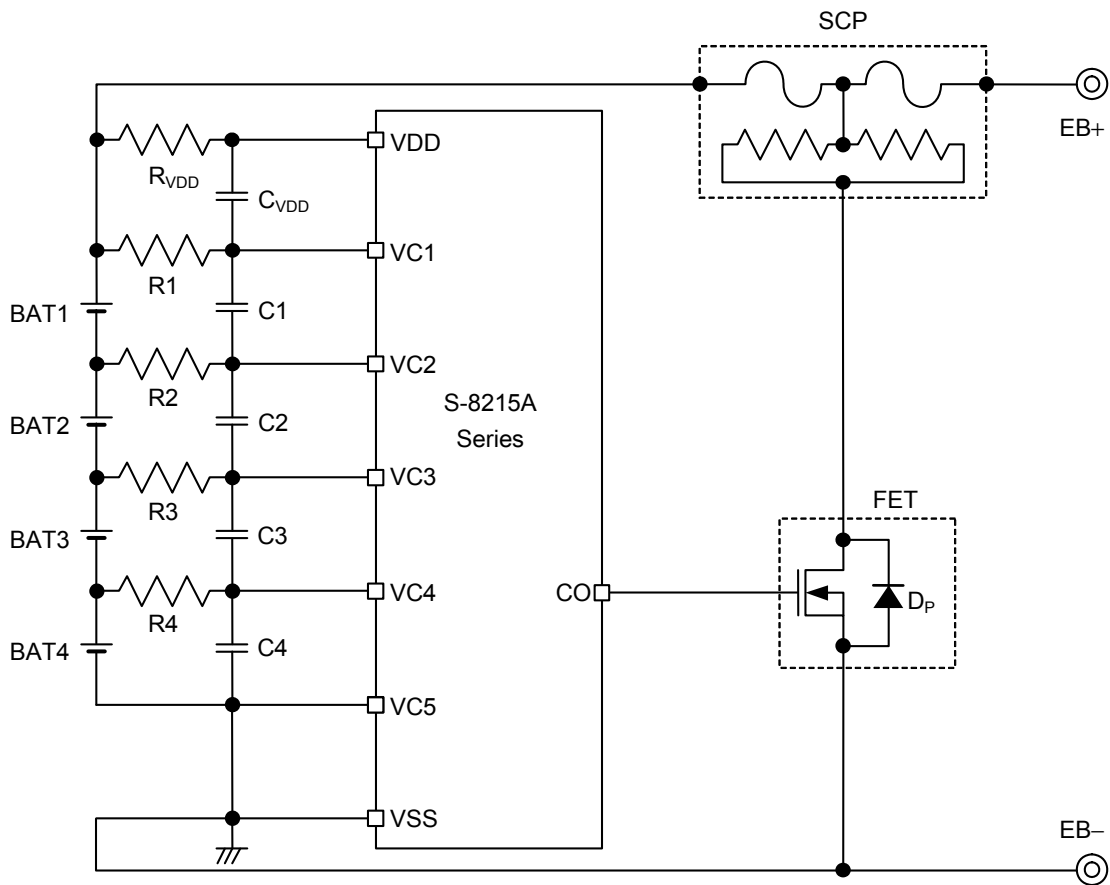 SCP
EB+
VDD
RVDD
CVDD
VC1
R1
BAT1
C1
VC2
R2
S-8215A
Series
BAT2
C2
VC3
R3
FET
BAT3
C3
VC4
CO
R4
DP
BAT4
C4
VC5
VSS
EB−